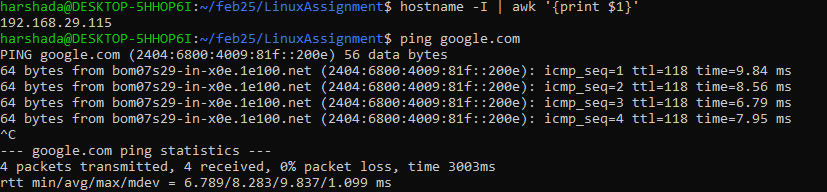 harshada@DESKTOP-5HHOP6I:~/feb25/LinuxAssignment$ hostname -I | awk '{print $1}'
192.168.29.115
harshada@DESKTOP-5HHOP6I:~/feb25/LinuxAssignment$ ping google.com
PING google.com (2404:6800:4009:81f::200e) 56 data bytes
64 bytes from bom07s29-in-x0e.1e100.net (2404:6800:4009:81f::200e): icmp_seq=1 ttl=118 time=9.84 ms
64 bytes from bom07s29-in-x0e.1e100.net (2404:6800:4009:81f::200e): icmp_seq=2 ttl=118 time=8.56 ms
64 bytes from bom07s29-in-x0e.1e100.net (2404:6800:4009:81f::200e): icmp_seq=3 ttl=118 time=6.79 ms
64 bytes from bom07s29-in-x0e.1e100.net (2404:6800:4009:81f::200e): icmp_seq=4 ttl=118 time=7.95 ms
^C
--- google.com ping statistics ---
4 packets transmitted, 4 received, 0% packet loss, time 3003ms
rtt min/avg/max/mdev = 6.789/8.283/9.837/1.099 ms